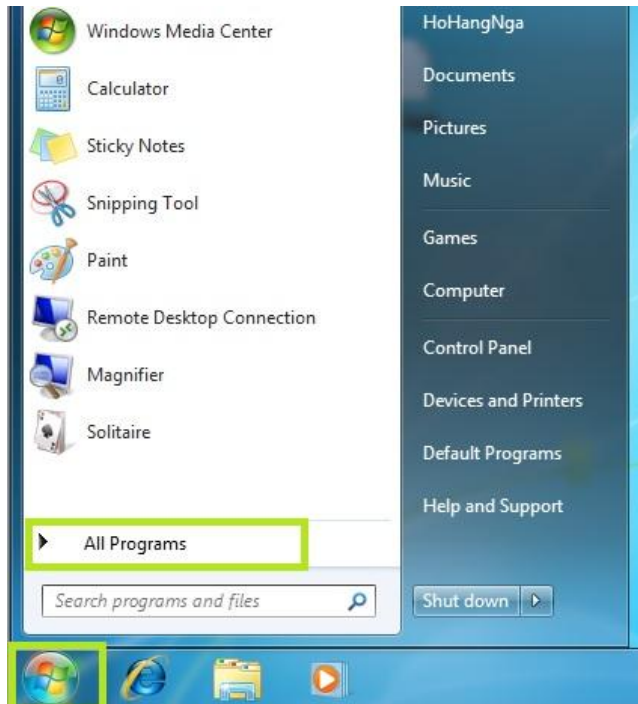 Windows Media Center
Calculator
Sticky Notes
Snipping Tool
Paint
Remote Desktop Connection
Magnifier
Solitaire
All Programs
Search programs and files
HoHangNga
Documents
Pictures
Music
Games
Computer
Control Panel
Devices and Printers
Default Programs
Help and Support
Shut down